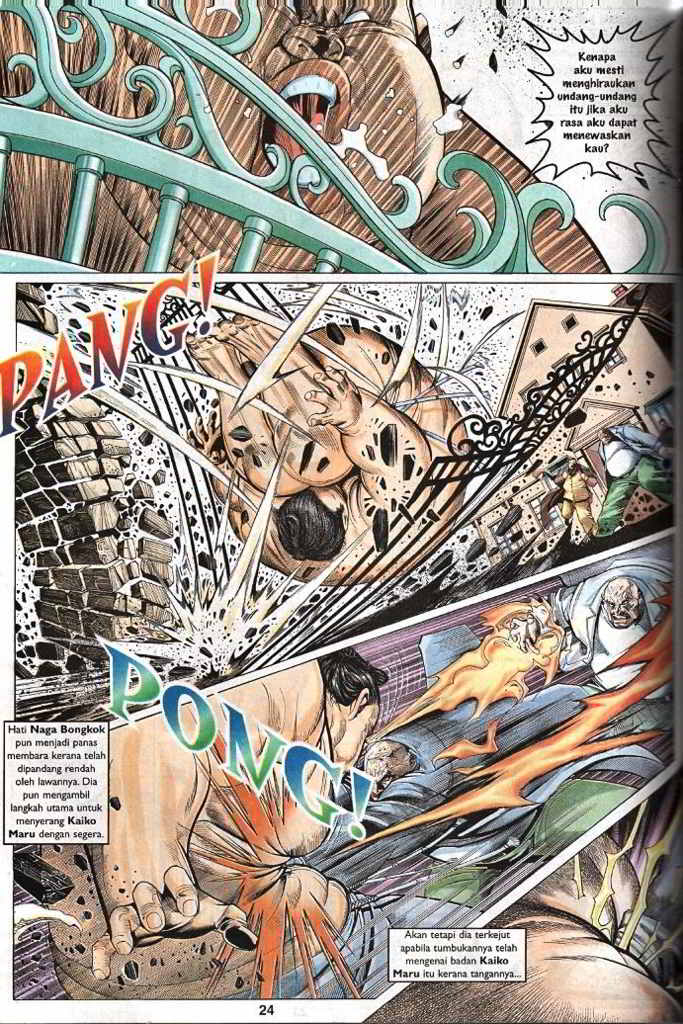 Kenapa
aku mesti
menghiraukan
undang-undang
itu jika aku
rasa aku dapat
menewaskan
kau?
PANG!
PONG!
Hati Naga Bongkok
pun menjadi panas
membara kerana telah
dipandang rendah
oleh lawannya. Dia
pun mengambil
langkah utama untuk
menyerang Kaiko
Maru dengan segera.
Akan tetapi dia terkejut
apabila tumbukannya telah
mengenai badan Kaiko
Maru itu kerana tangannya...
24